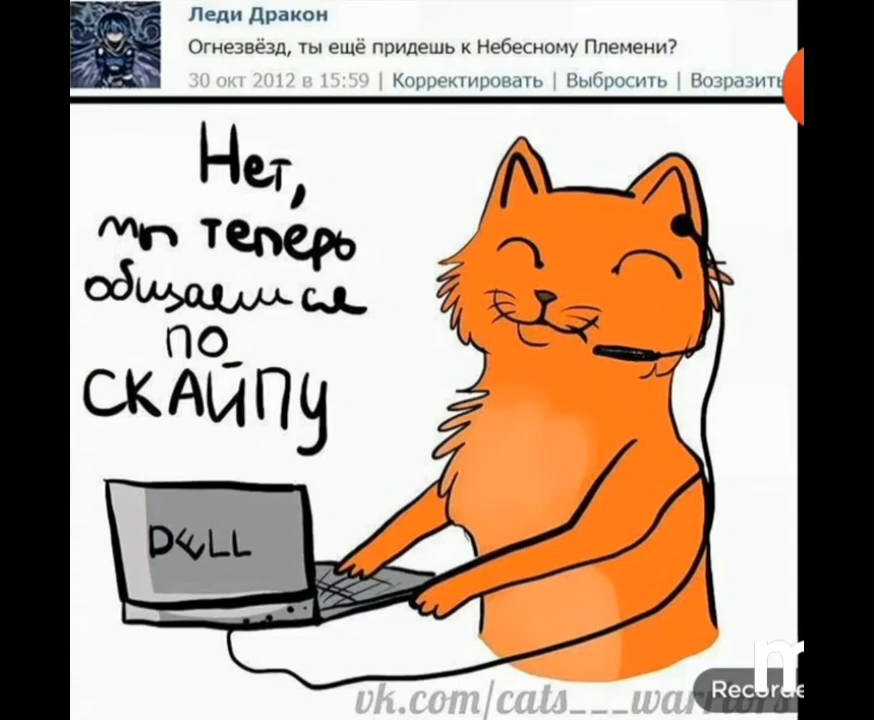 Леди Дракон
Огнезвёзд, ты ещё придешь к Небесному Племени?
30 окт 2012 в 15:59 | Корректировать | Выбросить | Возразить
Нет,
мы теперь
общаемся
по
СКАЙПУ
DELL
vk.com/cats___warriors
Recorde
m